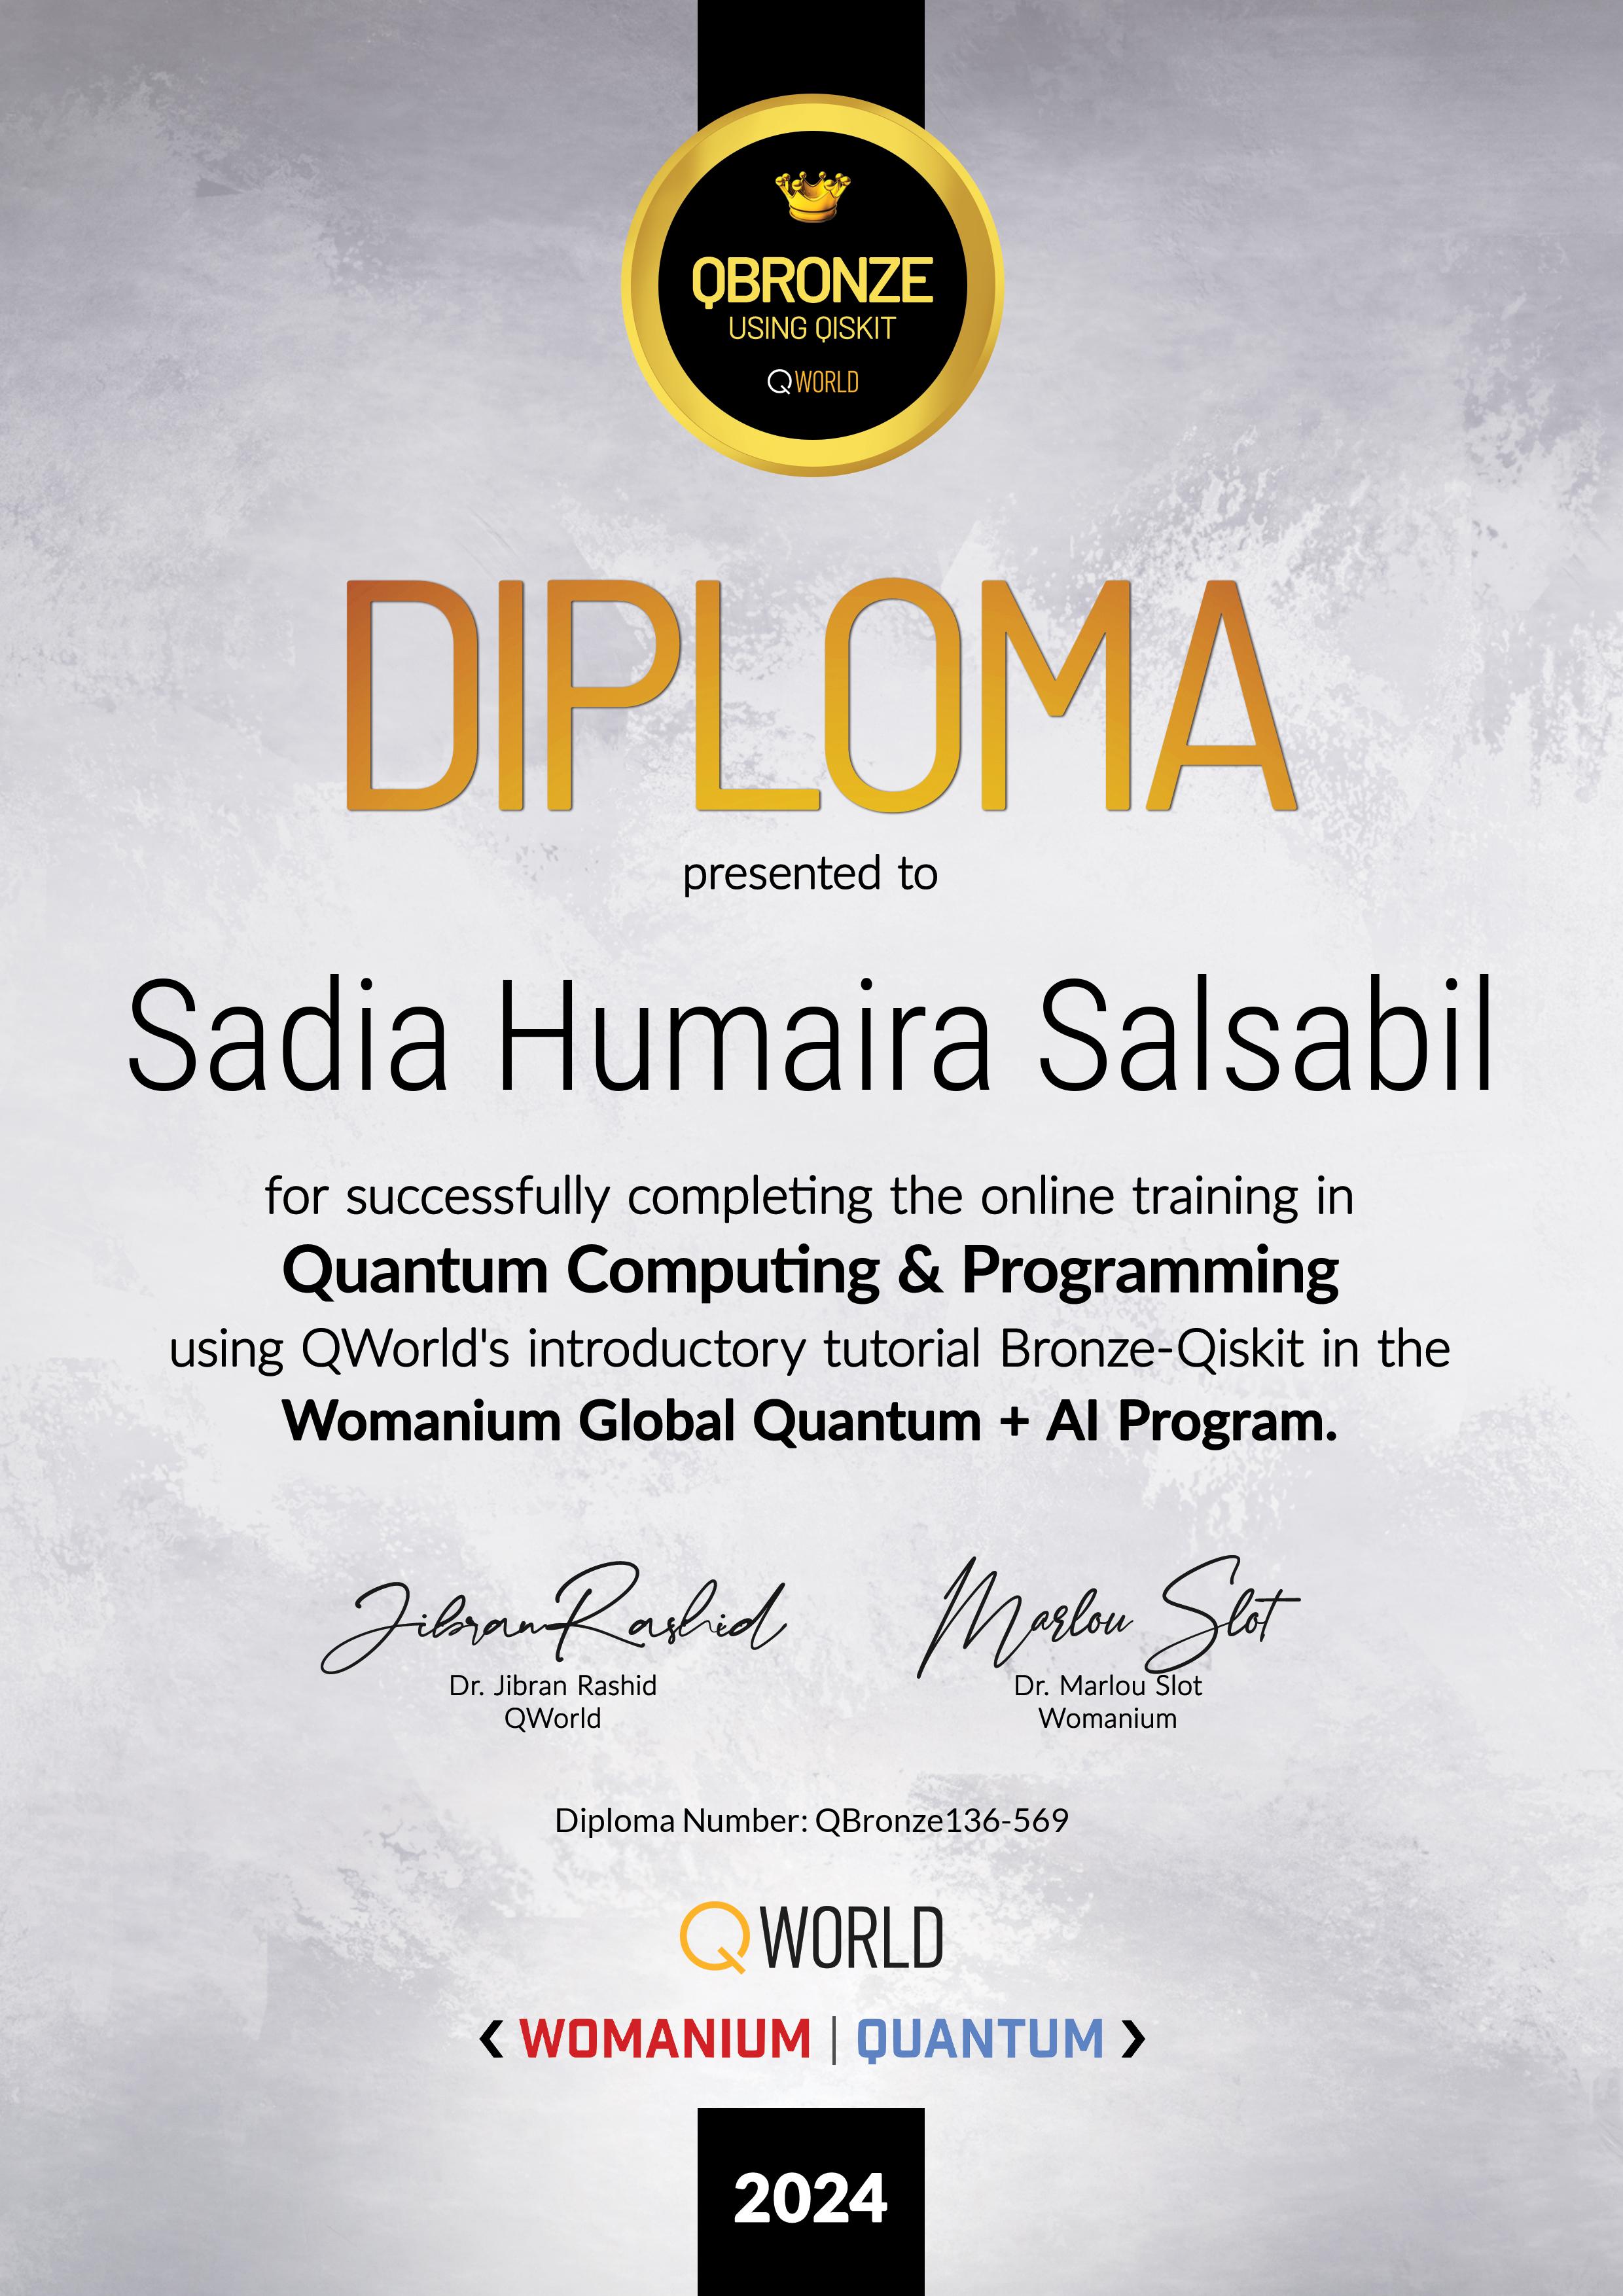 QBRONZE
USING QISKIT
QWORLD
DIPLOMA
presented to
Sadia Humaira Salsabil
for successfully completing the online training in
Quantum Computing & Programming
using QWorld's introductory tutorial Bronze-Qiskit in the
Womanium Global Quantum + AI Program.
Jibran Rashid Marlou Slot
Dr. Jibran Rashid Dr. Marlou Slot
QWorld Womanium
Diploma Number: QBronze136-569
QWORLD
WOMANIUM | QUANTUM
2024